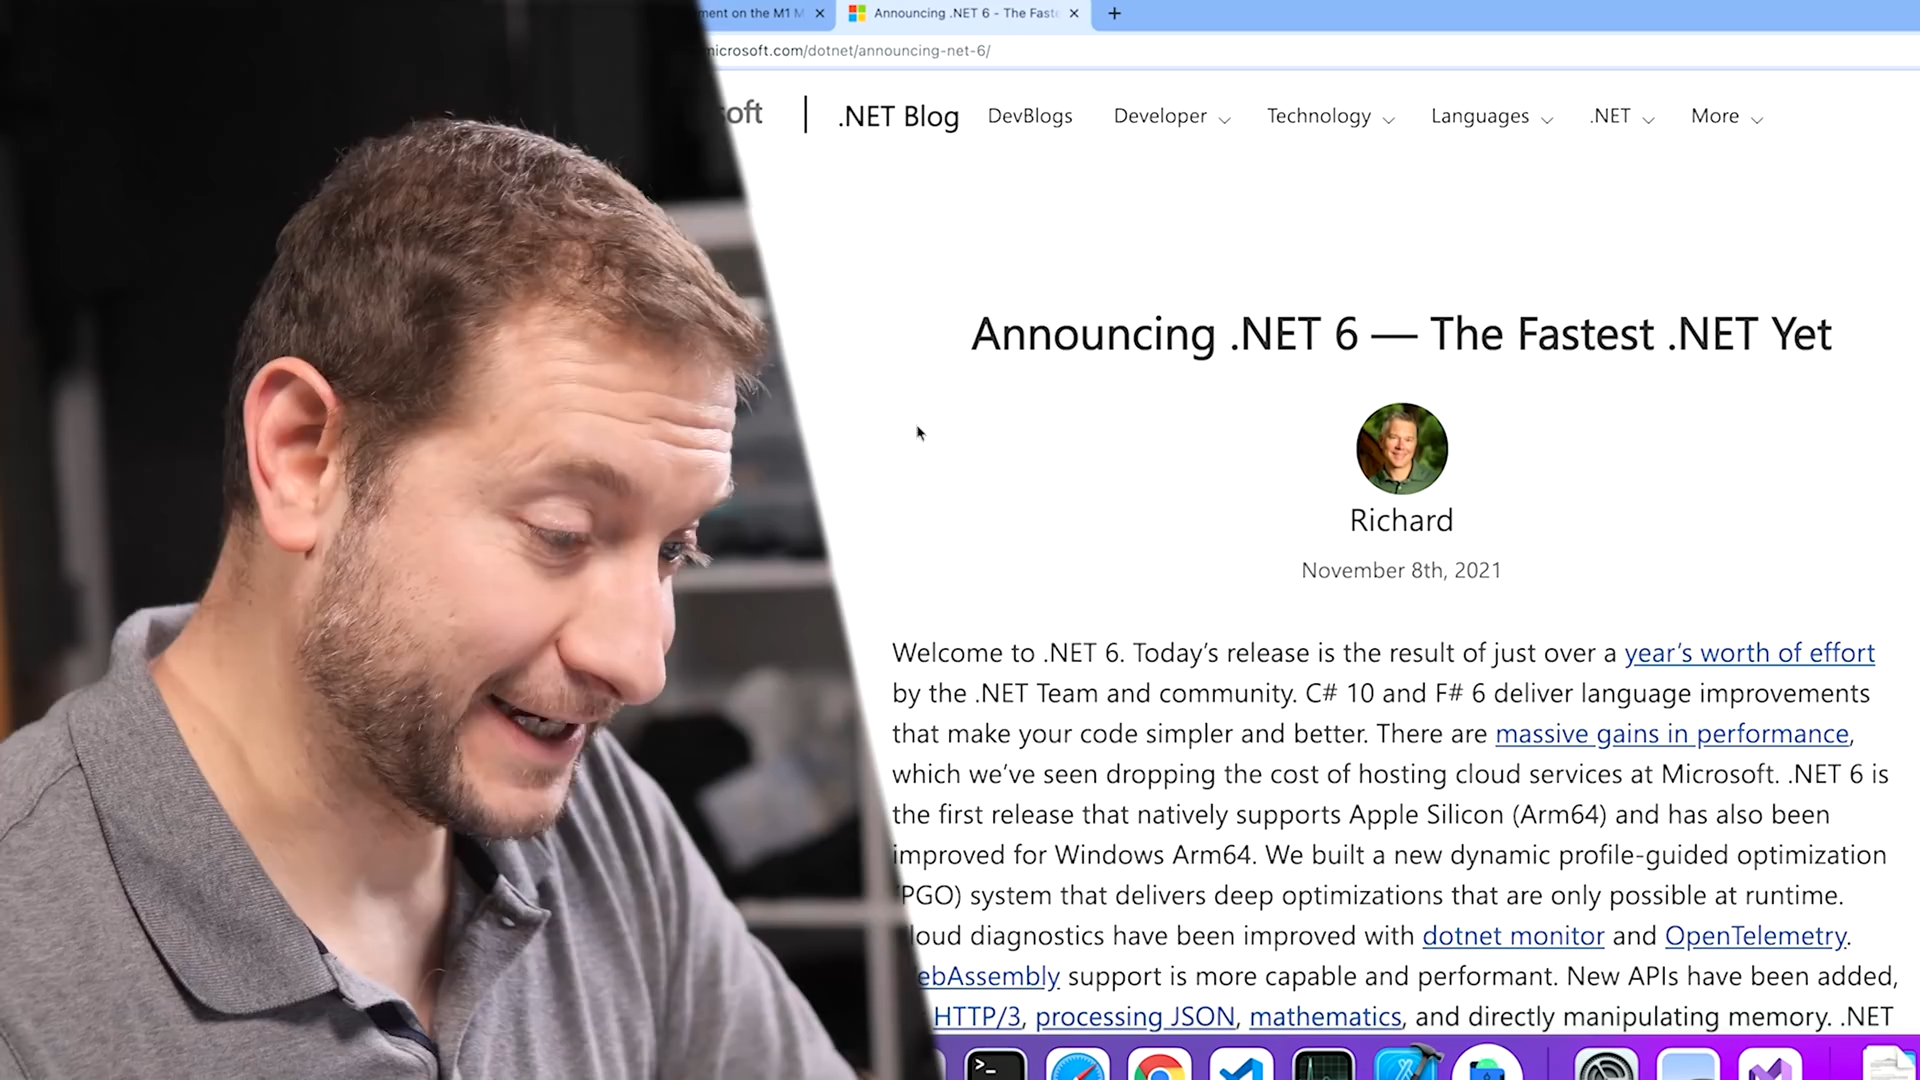 ment on the M1 M
Announcing .NET 6 - The Faste
microsoft.com/dotnet/announcing-net-6/
soft
.NET Blog
DevBlogs
Developer
Technology
Languages
.NET
More
Announcing .NET 6 — The Fastest .NET Yet
Richard
November 8th, 2021
Welcome to .NET 6. Today’s release is the result of just over a year’s worth of effort
by the .NET Team and community. C# 10 and F# 6 deliver language improvements
that make your code simpler and better. There are massive gains in performance,
which we’ve seen dropping the cost of hosting cloud services at Microsoft. .NET 6 is
the first release that natively supports Apple Silicon (Arm64) and has also been
improved for Windows Arm64. We built a new dynamic profile-guided optimization
PGO) system that delivers deep optimizations that are only possible at runtime.
loud diagnostics have been improved with dotnet monitor and OpenTelemetry.
ebAssembly support is more capable and performant. New APIs have been added,
HTTP/3, processing JSON, mathematics, and directly manipulating memory. .NET